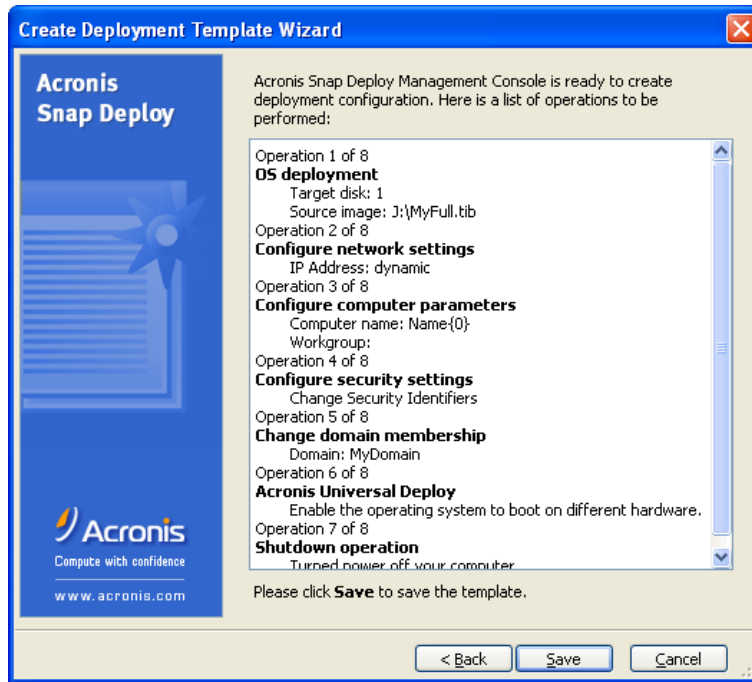 Create Deployment Template Wizard
Acronis
Snap Deploy
Acronis Snap Deploy Management Console is ready to create
deployment configuration. Here is a list of operations to be
performed:
Operation 1 of 8
OS deployment
Target disk: 1
Source image: J:\MyFull.tib
Operation 2 of 8
Configure network settings
IP Address: dynamic
Operation 3 of 8
Configure computer parameters
Computer name: Name{0}
Workgroup:
Operation 4 of 8
Configure security settings
Change Security Identifiers
Operation 5 of 8
Change domain membership
Domain: MyDomain
Operation 6 of 8
Acronis Universal Deploy
Enable the operating system to boot on different hardware.
Operation 7 of 8
Shutdown operation
Turned power off your computer
Acronis
Compute with confidence
www.acronis.com
Please click Save to save the template.
< Back
Save
Cancel